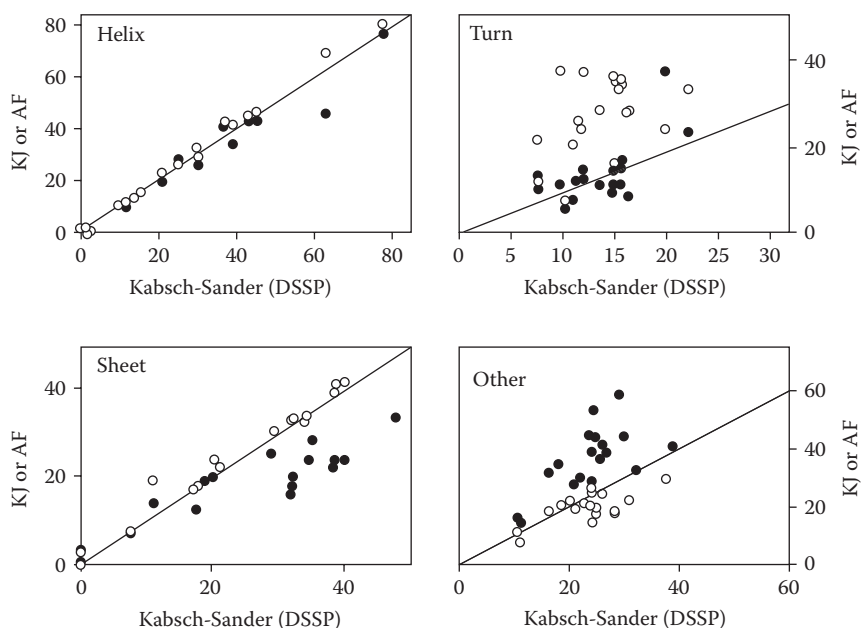 80
Helix
60
KJ or AF
40
20
0
0 20 40 60 80
Kabsch-Sander (DSSP)
Turn
40
KJ or AF
20
0
0 5 10 15 20 25 30
Kabsch-Sander (DSSP)
Sheet
40
KJ or AF
20
0
0 20 40
Kabsch-Sander (DSSP)
Other
60
40
KJ or AF
20
0
0 20 40 60
Kabsch-Sander (DSSP)